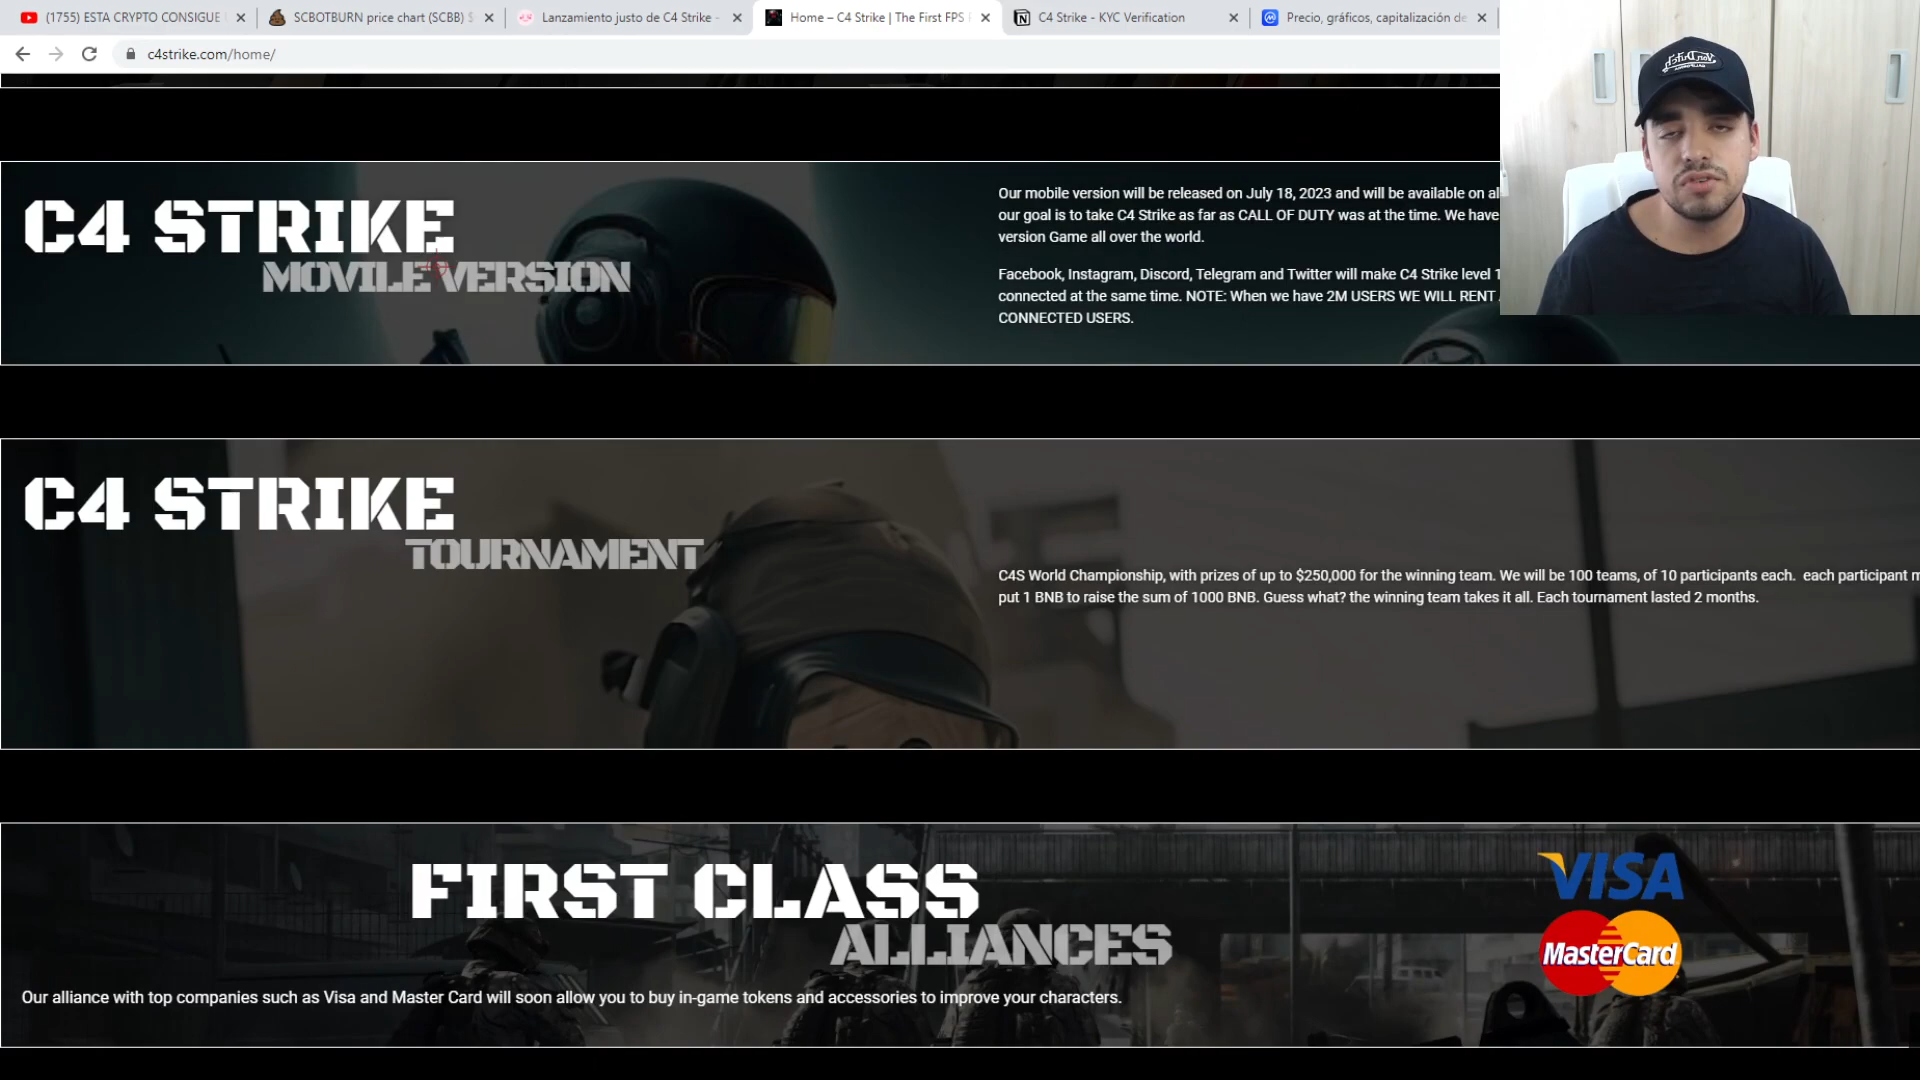 (1755) ESTA CRYPTO CONSIGUE
SCBOTBURN price chart (SCBB)
Lanzamiento justo de C4 Strike -
Home – C4 Strike | The First FPS
C4 Strike - KYC Verification
Precio, gráficos, capitalización de
c4strike.com/home/
C4 STRIKE
MOVILE VERSION
Our mobile version will be released on July 18, 2023 and will be available on
our goal is to take C4 Strike as far as CALL OF DUTY was at the time. We have
version Game all over the world.
Facebook, Instagram, Discord, Telegram and Twitter will make C4 Strike level
connected at the same time. NOTE: When we have 2M USERS WE WILL RENT
CONNECTED USERS.
C4 STRIKE
TOURNAMENT
C4S World Championship, with prizes of up to $250,000 for the winning team. We will be 100 teams, of 10 participants each. each participant
put 1 BNB to raise the sum of 1000 BNB. Guess what? the winning team takes it all. Each tournament lasted 2 months.
FIRST CLASS
ALLIANCES
VISA
MasterCard
Our alliance with top companies such as Visa and Master Card will soon allow you to buy in-game tokens and accessories to improve your characters.